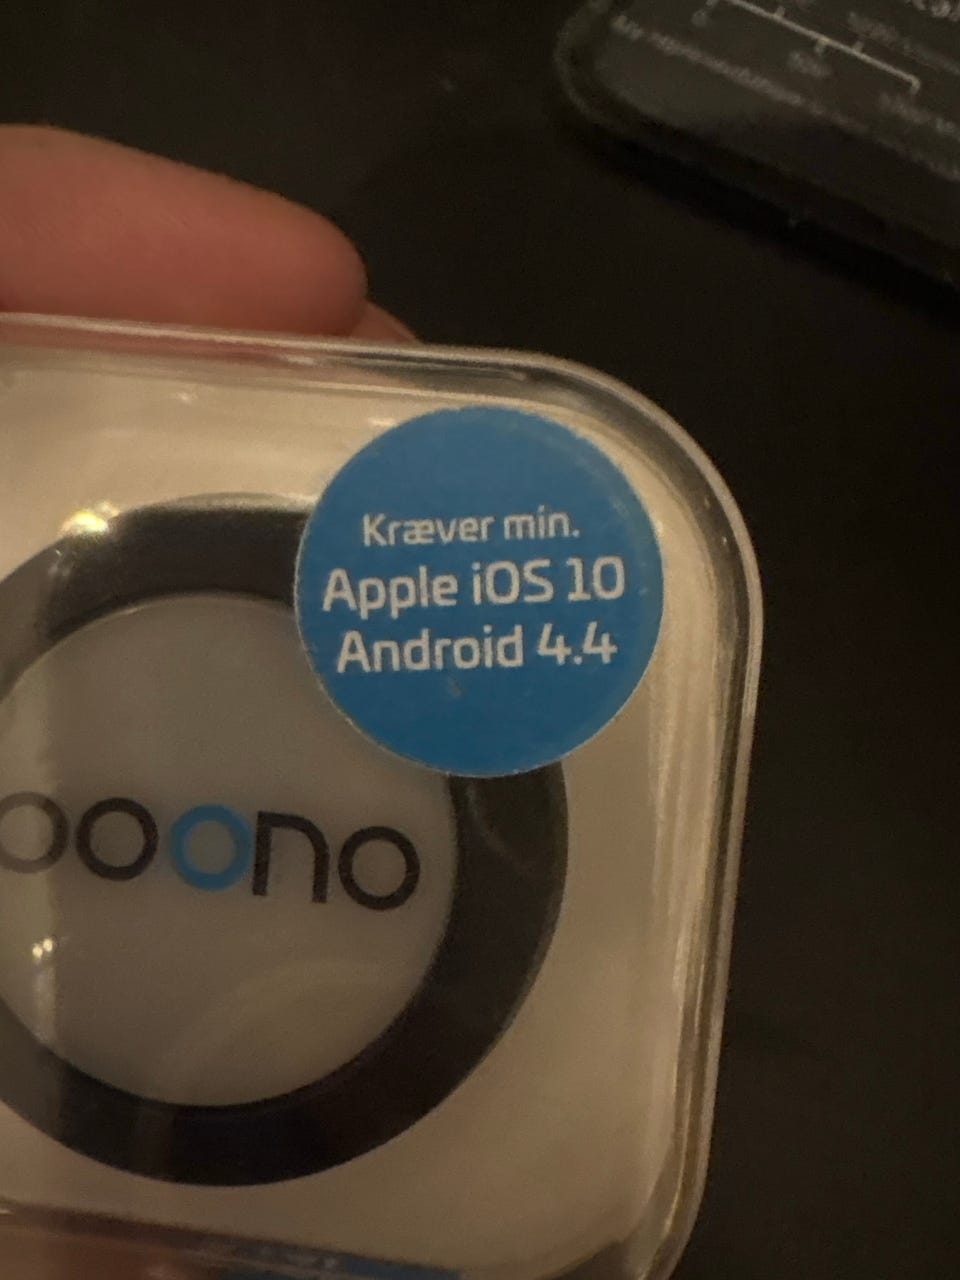 Kræver min.
Apple iOS 10
Android 4.4
ooono